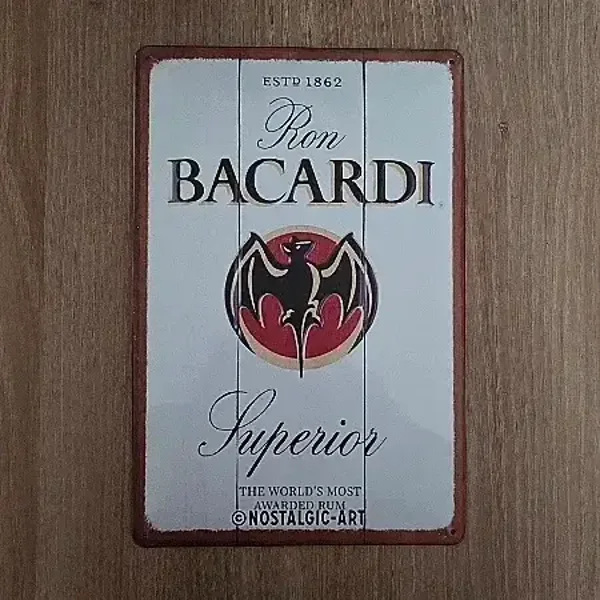 ESTD 1862
Ron
BACARDI
Superior
THE WORLD'S MOST
AWARDED RUM
©NOSTALGIC-ART